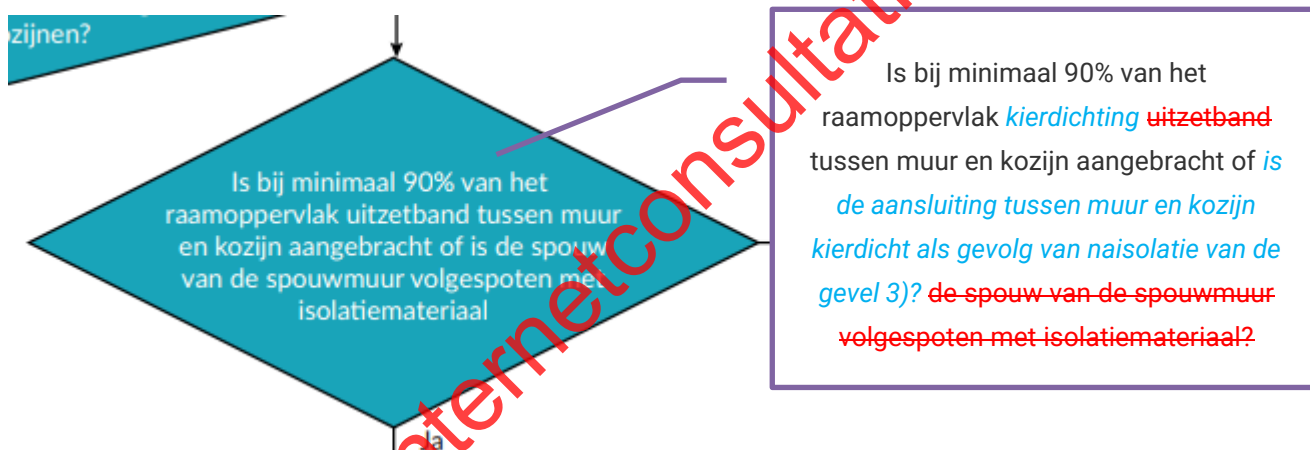 zijnen?
Is bij minimaal 90% van het
raamoppervlak uitzetband tussen muur
en kozijn aangebracht of is de spouw
van de spouwmuur volgespoten met
isolatiemateriaal
Ja
Is bij minimaal 90% van het
raamoppervlak kierdichting uitzetband
tussen muur en kozijn aangebracht of is
de aansluiting tussen muur en kozijn
kierdicht als gevolg van naisolatie van de
gevel 3)? de spouw van de spouwmuur
volgespoten met isolatiemateriaal?
ternetconsultat